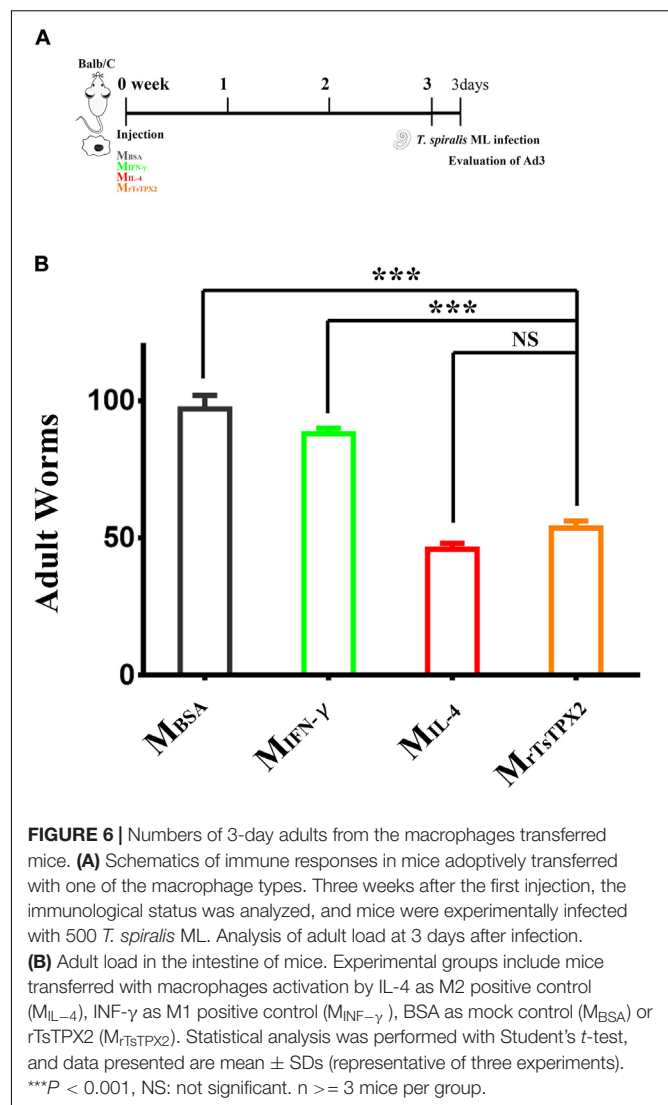 A
Balb/C
0 week 1 2 3 3days
Injection
MBSA
MIFN-γ
MIL-4
MrTsTPX2
T. spiralis ML infection
Evaluation of Ad3
B
***
***
NS
Adult Worms
100
50
0
MBSA
MIFN-γ
MIL-4
MrTsTPX2
FIGURE 6 | Numbers of 3-day adults from the macrophages transferred
mice. (A) Schematics of immune responses in mice adoptively transferred
with one of the macrophage types. Three weeks after the first injection, the
immunological status was analyzed, and mice were experimentally infected
with 500 T. spiralis ML. Analysis of adult load at 3 days after infection.
(B) Adult load in the intestine of mice. Experimental groups include mice
transferred with macrophages activation by IL-4 as M2 positive control
(MIL−4), INF-γ as M1 positive control (MINF−γ ), BSA as mock control (MBSA) or
rTsTPX2 (MrTsTPX2). Statistical analysis was performed with Student's t-test,
and data presented are mean ± SDs (representative of three experiments).
***P < 0.001, NS: not significant. n >= 3 mice per group.